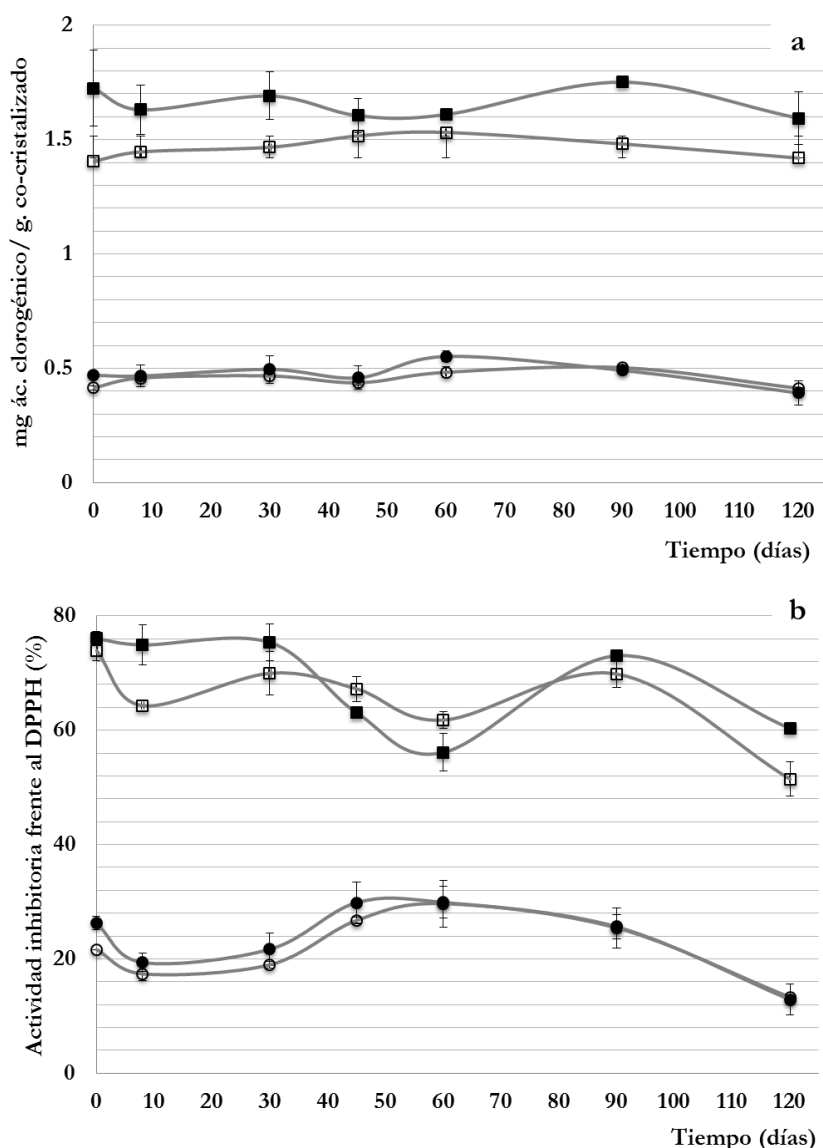 a
mg ác. clorogénico/ g. co-cristalizado
2
1.5
1
0.5
0
0 10 20 30 40 50 60 70 80 90 100 110 120
Tiempo (días)
b
Actividad inhibitoria frente al DPPH (%)
80
60
40
20
0
0 10 20 30 40 50 60 70 80 90 100 110 120
Tiempo (días)